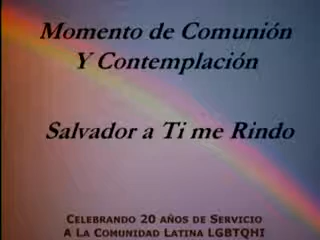 Momento de Comunión
Y Contemplación
Salvador a Ti me Rindo
CELEBRANDO 20 AÑOS DE SERVICIO
A LA COMUNIDAD LATINA LGBTQHI